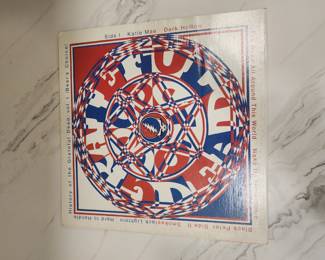 Side I Katie Mae Dark Hollow
All Around This World
Black Peter Side II Smokestack Lightnin Hard to Handle
History of the Grateful Dead vol I (Bear's Choice)
GRATEFUL DEAD